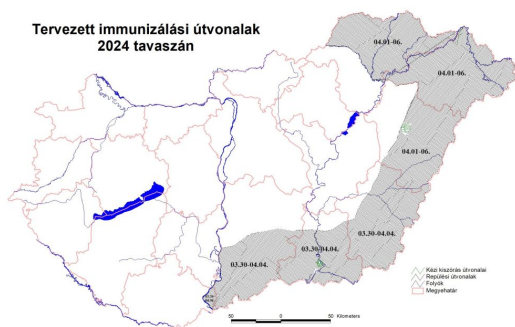 Tervezett immunizálási útvonalak
2024 tavaszán
04.01-06.
04.01-06.
04.01-06.
03.30-04.04.
03.30-04.04.
03.30-04.04.
Kézi kiszórás útvonalai
Repülési útvonalak
Folyók
Megyehatár
50 0 50 Kilometers